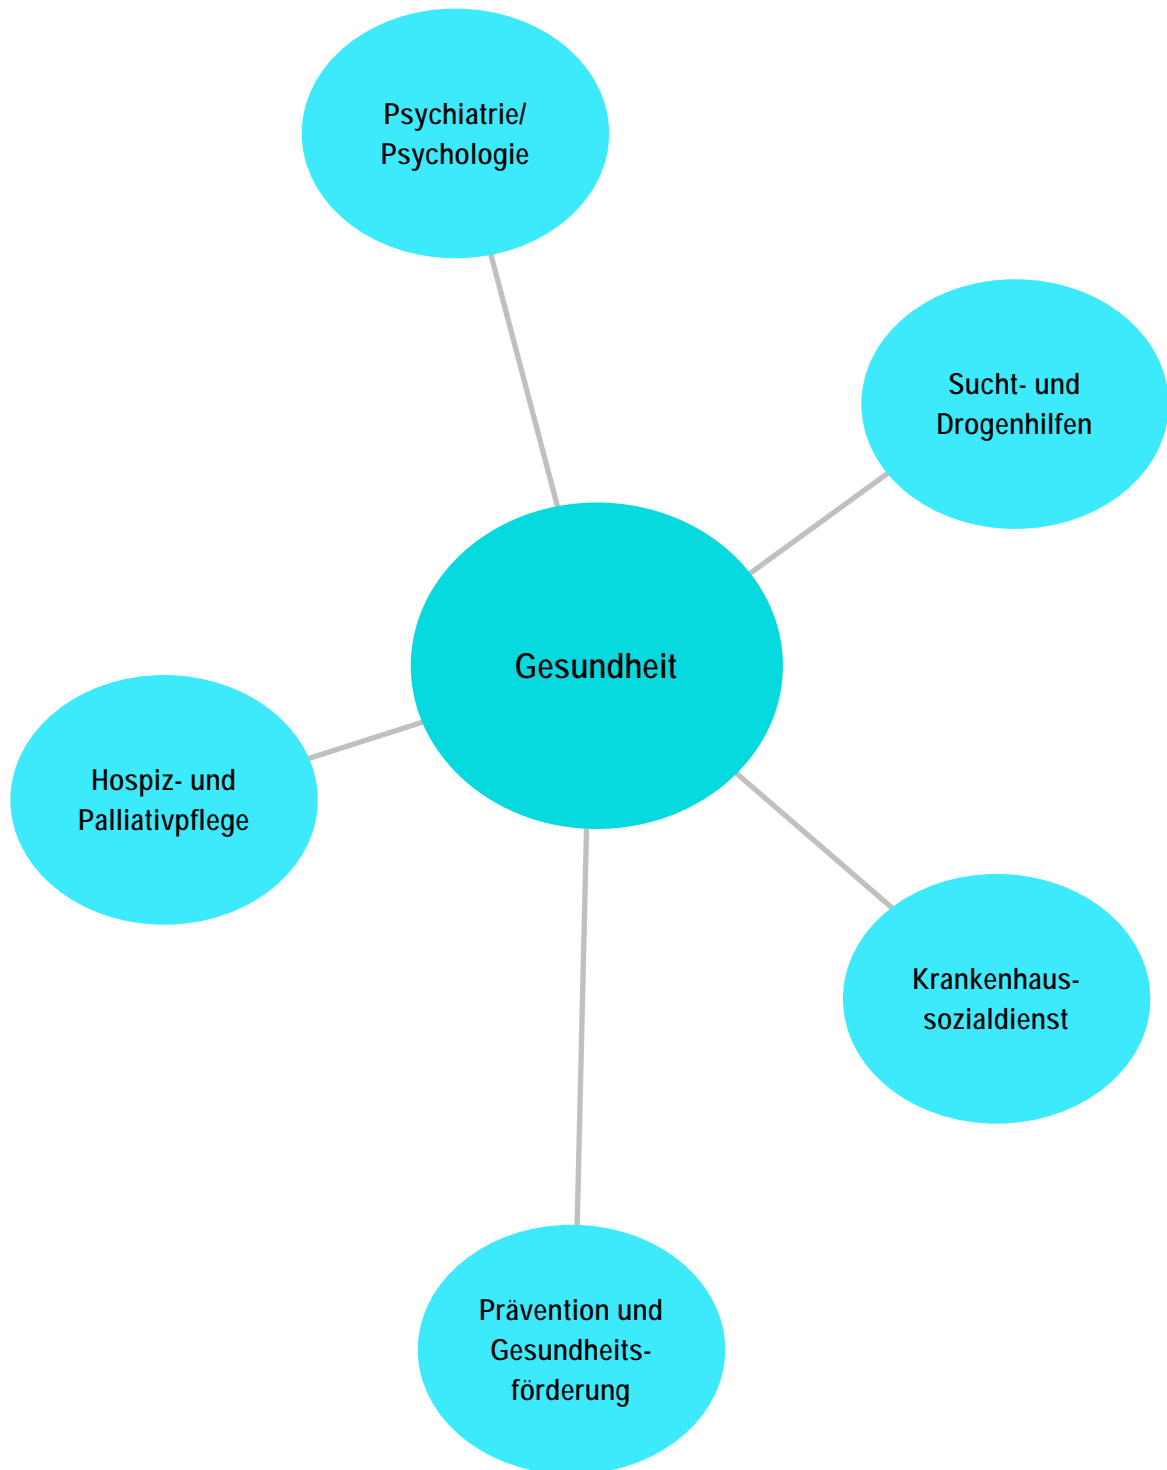 Psychiatrie/
Psychologie
Sucht- und
Drogenhilfen
Gesundheit
Hospiz- und
Palliativpflege
Krankenhaus-
sozialdienst
Prävention und
Gesundheits-
förderung